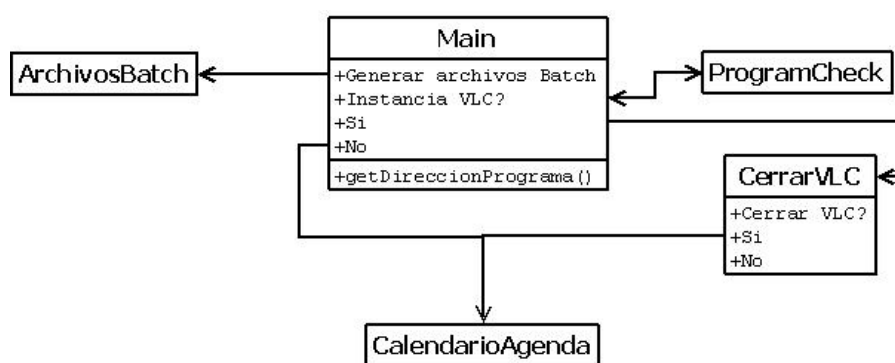 Main
+Generar archivos Batch
+Instancia VLC?
+Si
+No
+getDireccionPrograma()
ArchivosBatch
ProgramCheck
CerrarVLC
+Cerrar VLC?
+Si
+No
CalendarioAgenda